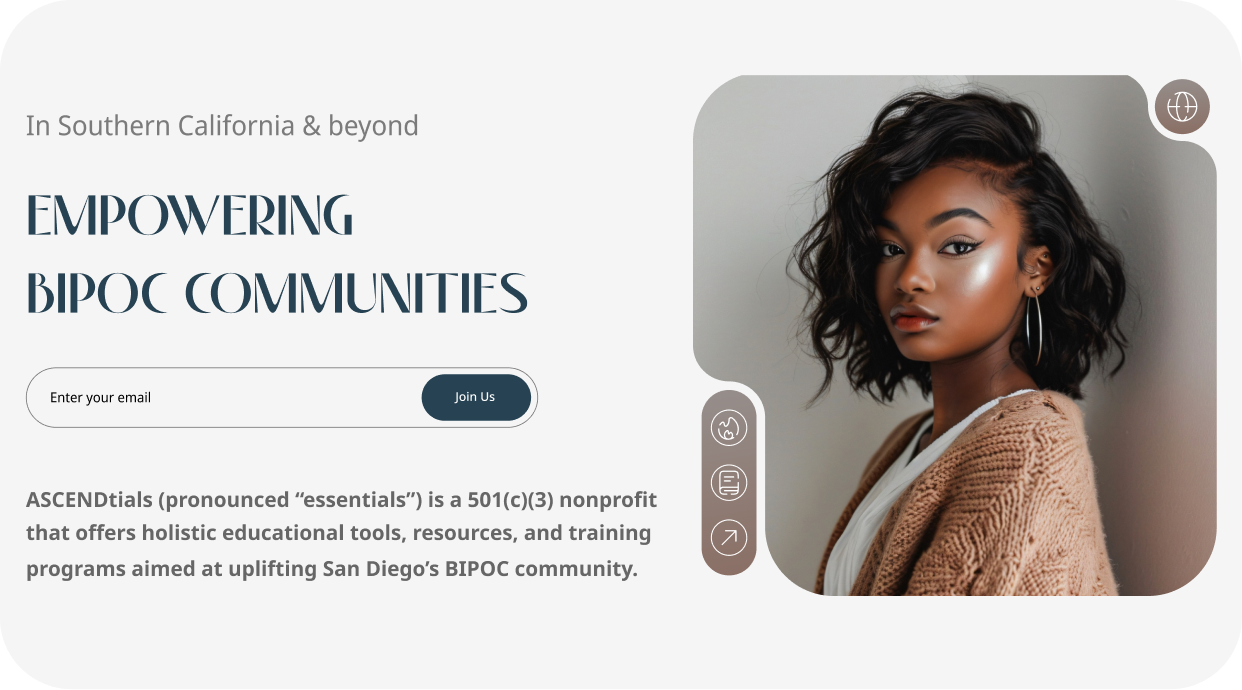 In Southern California & beyond
EMPOWERING
BIPOC COMMUNITIES
Enter your email
Join Us
ASCENDtials (pronounced “essentials”) is a 501(c)(3) nonprofit
that offers holistic educational tools, resources, and training
programs aimed at uplifting San Diego’s BIPOC community.